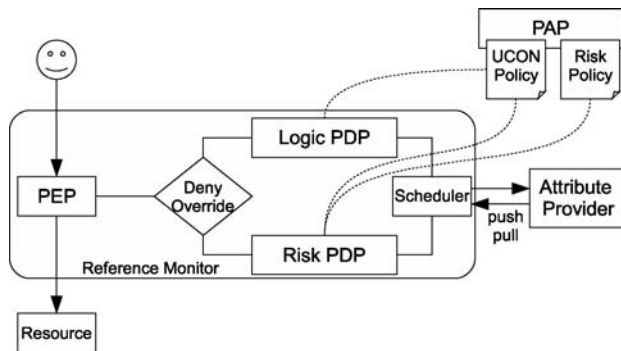 PAP
UCON
Policy
Risk
Policy
Logic PDP
PEP
Deny
Override
Scheduler
Attribute
Provider
push
pull
Risk PDP
Reference Monitor
Resource